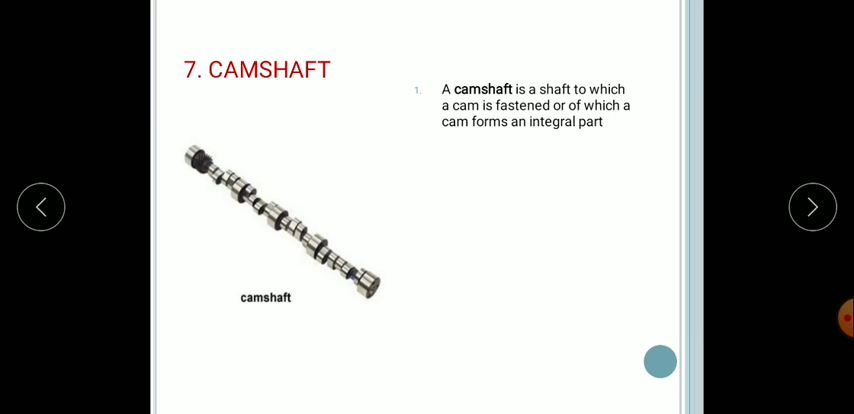 7. CAMSHAFT
1. A camshaft is a shaft to which
a cam is fastened or of which a
cam forms an integral part
camshaft